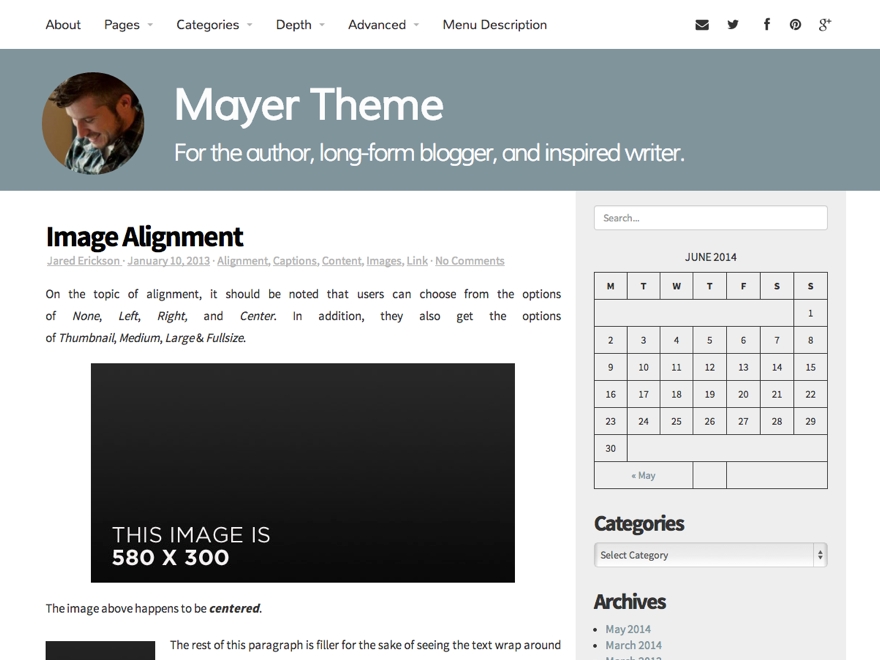 About Pages Categories Depth Advanced Menu Description
Mayer Theme
For the author, long-form blogger, and inspired writer.
Image Alignment
Jared Erickson · January 10, 2013 · Alignment, Captions, Content, Images, Link · No Comments
On the topic of alignment, it should be noted that users can choose from the options
of None, Left, Right, and Center. In addition, they also get the options
of Thumbnail, Medium, Large & Fullsize.
THIS IMAGE IS
580 X 300
The image above happens to be centered.
The rest of this paragraph is filler for the sake of seeing the text wrap around
Search...
JUNE 2014
M T W T F S S
1
2 3 4 5 6 7 8
9 10 11 12 13 14 15
16 17 18 19 20 21 22
23 24 25 26 27 28 29
30
« May
Categories
Select Category
Archives
May 2014
March 2014